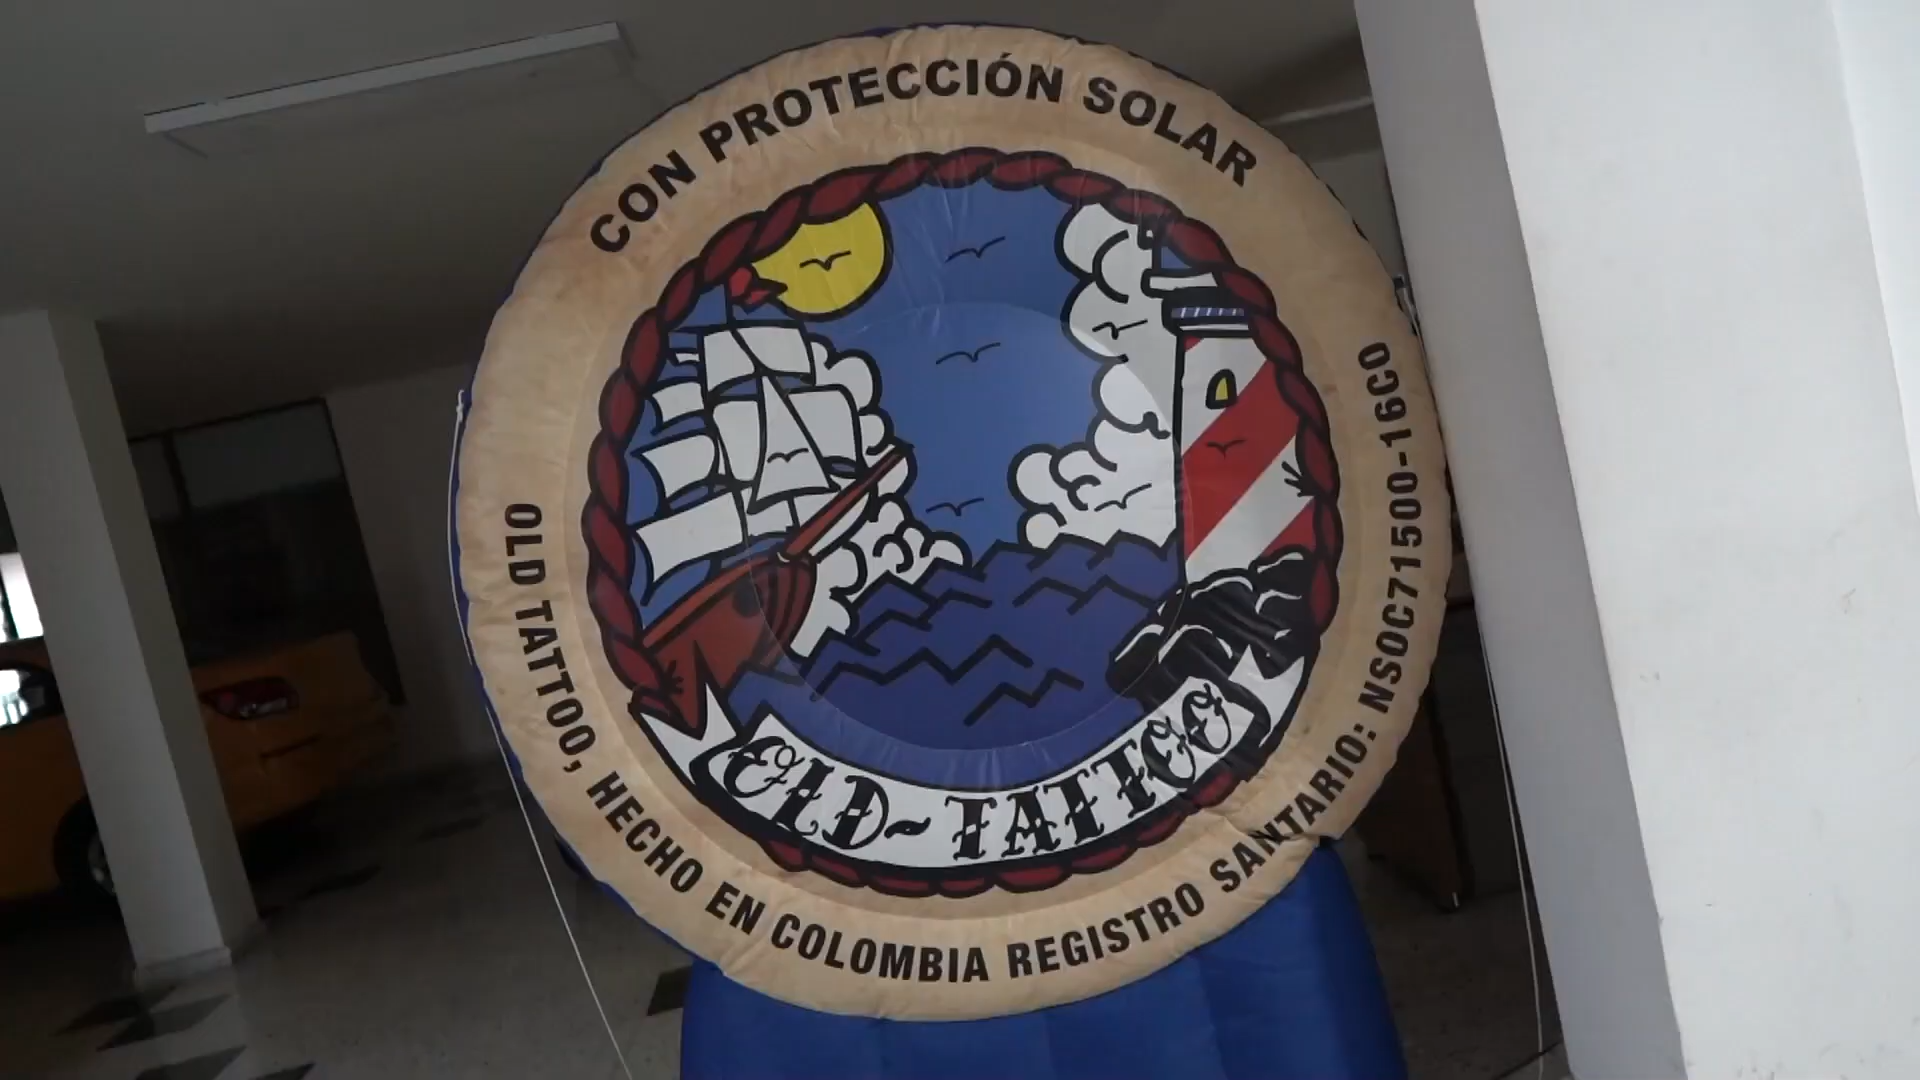 CON PROTECCIÓN SOLAR
OLD TATTOO, HECHO EN COLOMBIA REGISTRO SANTARIO: NSOC71500-16CO
OLD-TATTOO